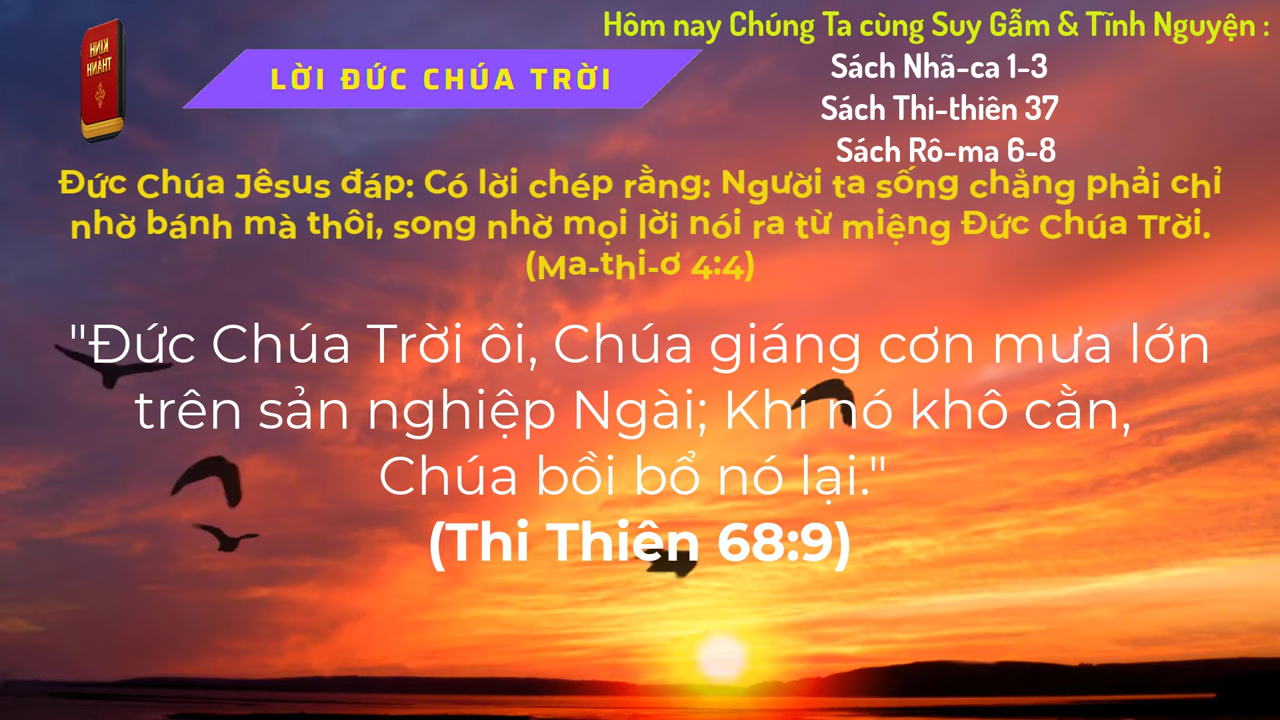 Hôm nay Chúng Ta cùng Suy Gẫm & Tĩnh Nguyện :
Sách Nhã-ca 1-3
Sách Thi-thiên 37
Sách Rô-ma 6-8
KINH
THÁNH
LỜI ĐỨC CHÚA TRỜI
Đức Chúa Jêsus đáp: Có lời chép rằng: Người ta sống chẳng phải chỉ
nhờ bánh mà thôi, song nhờ mọi lời nói ra từ miệng Đức Chúa Trời.
(Ma-thi-ơ 4:4)
"Đức Chúa Trời ôi, Chúa giáng cơn mưa lớn
trên sản nghiệp Ngài; Khi nó khô cằn,
Chúa bồi bổ nó lại."
(Thi Thiên 68:9)